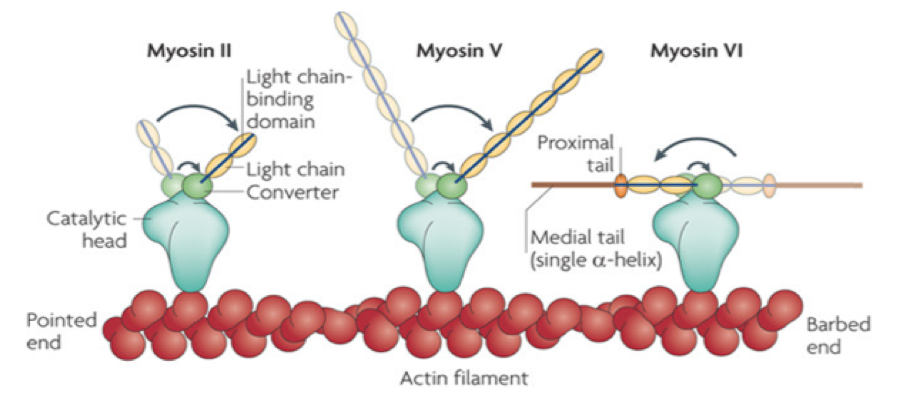 Myosin II
Myosin V
Myosin VI
Light chain-
binding
domain
Light chain
Converter
Catalytic
head
Proximal
tail
Medial tail
(single α-helix)
Pointed
end
Barbed
end
Actin filament